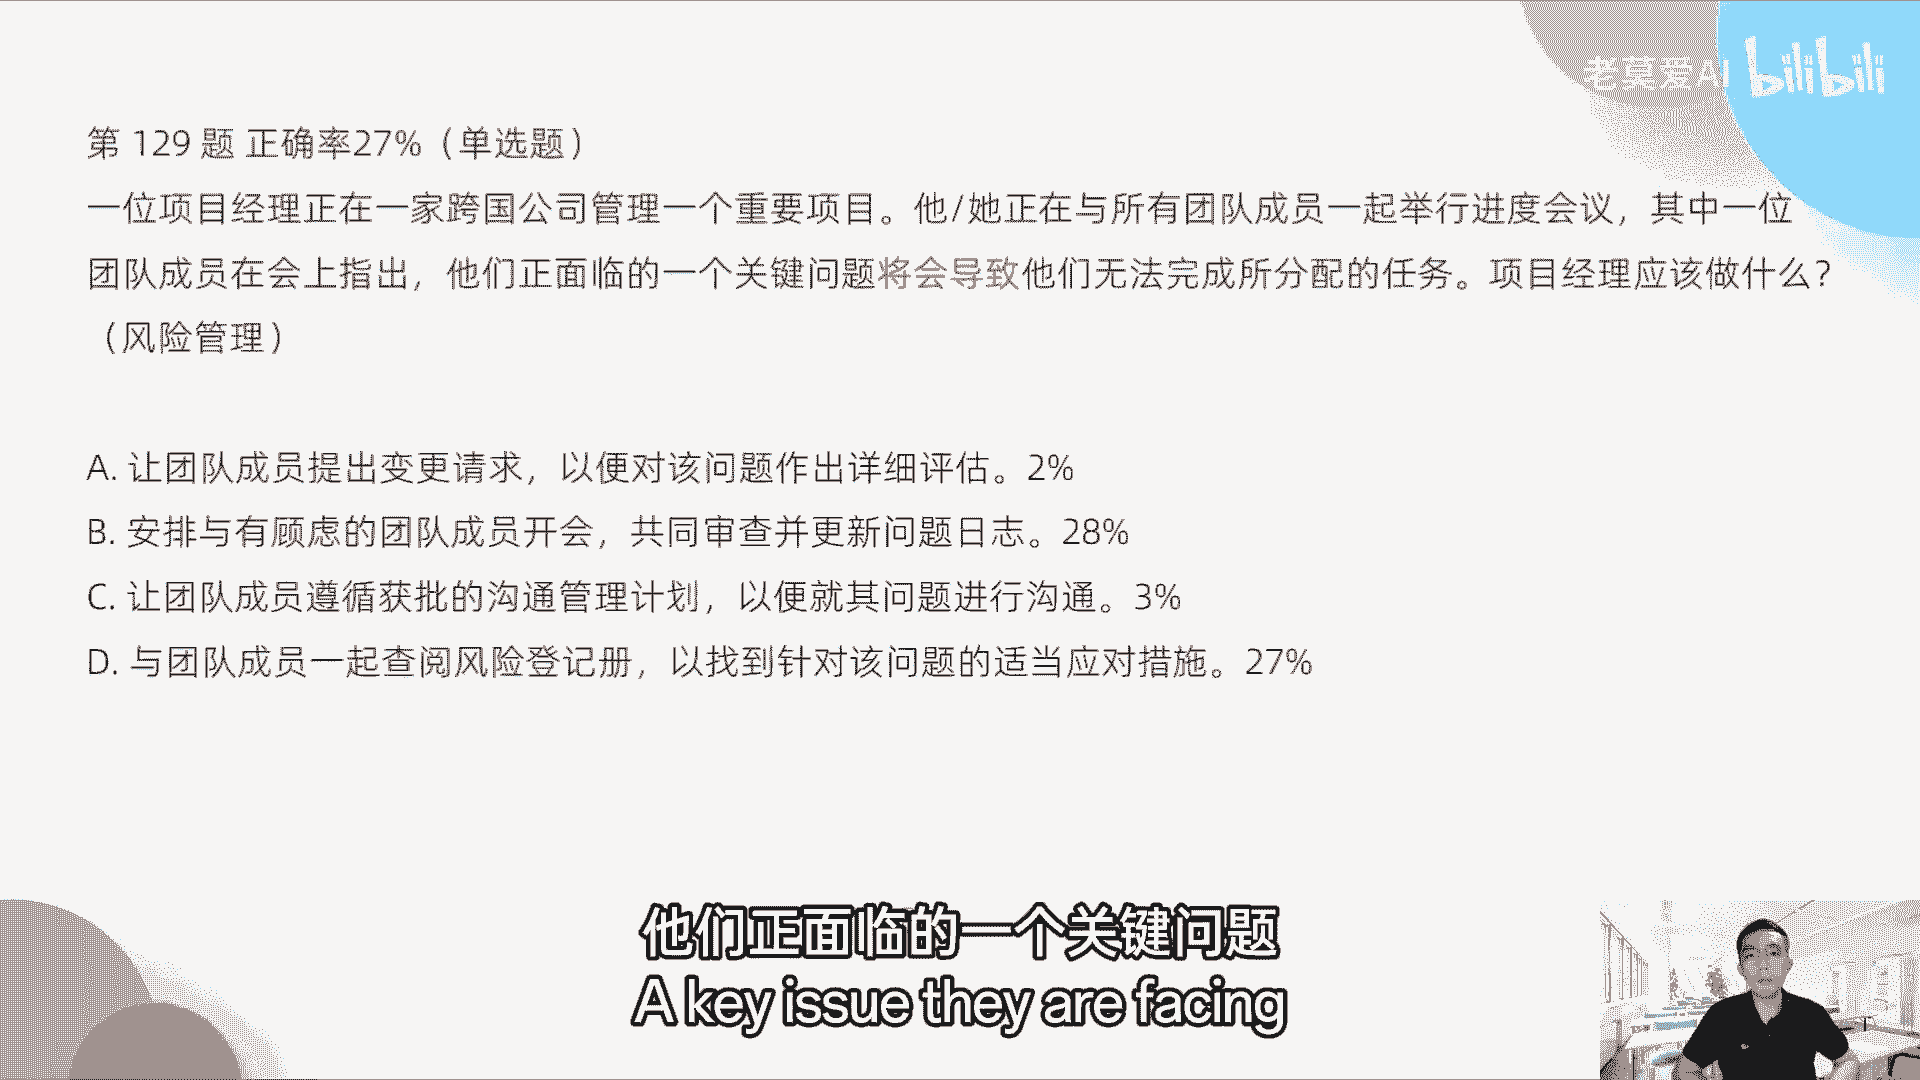 老莫爱AI bilibili
第 129 题 正确率27%（单选题）
一位项目经理正在一家跨国公司管理一个重要项目。他/她正在与所有团队成员一起举行进度会议，其中一位
团队成员在会上指出，他们正面临的一个关键问题将会导致他们无法完成所分配的任务。项目经理应该做什么？
（风险管理）
A. 让团队成员提出变更请求，以便对该问题作出详细评估。2%
B. 安排与有顾虑的团队成员开会，共同审查并更新问题日志。28%
C. 让团队成员遵循获批的沟通管理计划，以便就其问题进行沟通。3%
D. 与团队成员一起查阅风险登记册，以找到针对该问题的适当应对措施。27%
他们正面临的一个关键问题
A key issue they are facing